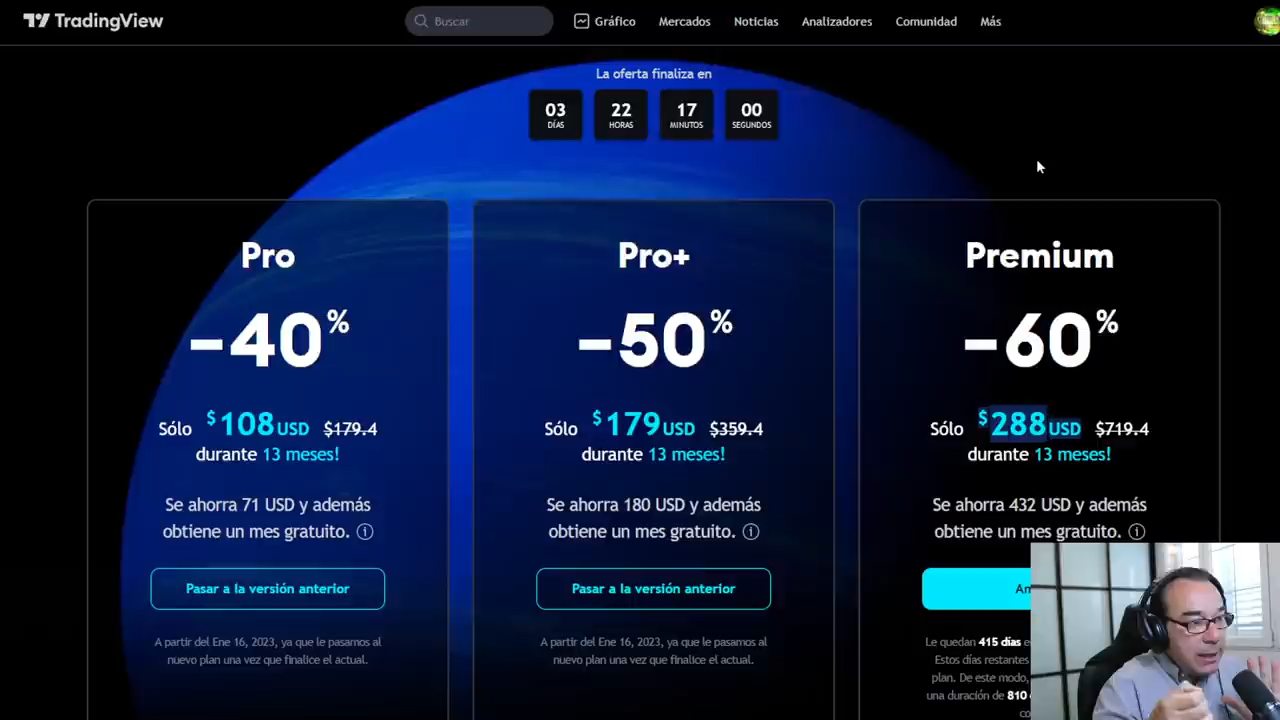 TradingView
Buscar
Gráfico
Mercados
Noticias
Analizadores
Comunidad
Más
La oferta finaliza en
03 22 17 00
DÍAS HORAS MINUTOS SEGUNDOS
Pro
-40%
Sólo $108 USD $179.4
durante 13 meses!
Se ahorra 71 USD y además
obtiene un mes gratuito.
Pasar a la versión anterior
A partir del Ene 16, 2023, ya que le pasamos al
nuevo plan una vez que finalice el actual.
Pro+
-50%
Sólo $179 USD $359.4
durante 13 meses!
Se ahorra 180 USD y además
obtiene un mes gratuito.
Pasar a la versión anterior
A partir del Ene 16, 2023, ya que le pasamos al
nuevo plan una vez que finalice el actual.
Premium
-60%
Sólo $288 USD $719.4
durante 13 meses!
Se ahorra 432 USD y además
obtiene un mes gratuito.
Le quedan 415 días
Estos días restantes
plan. De este modo,
una duración de 810